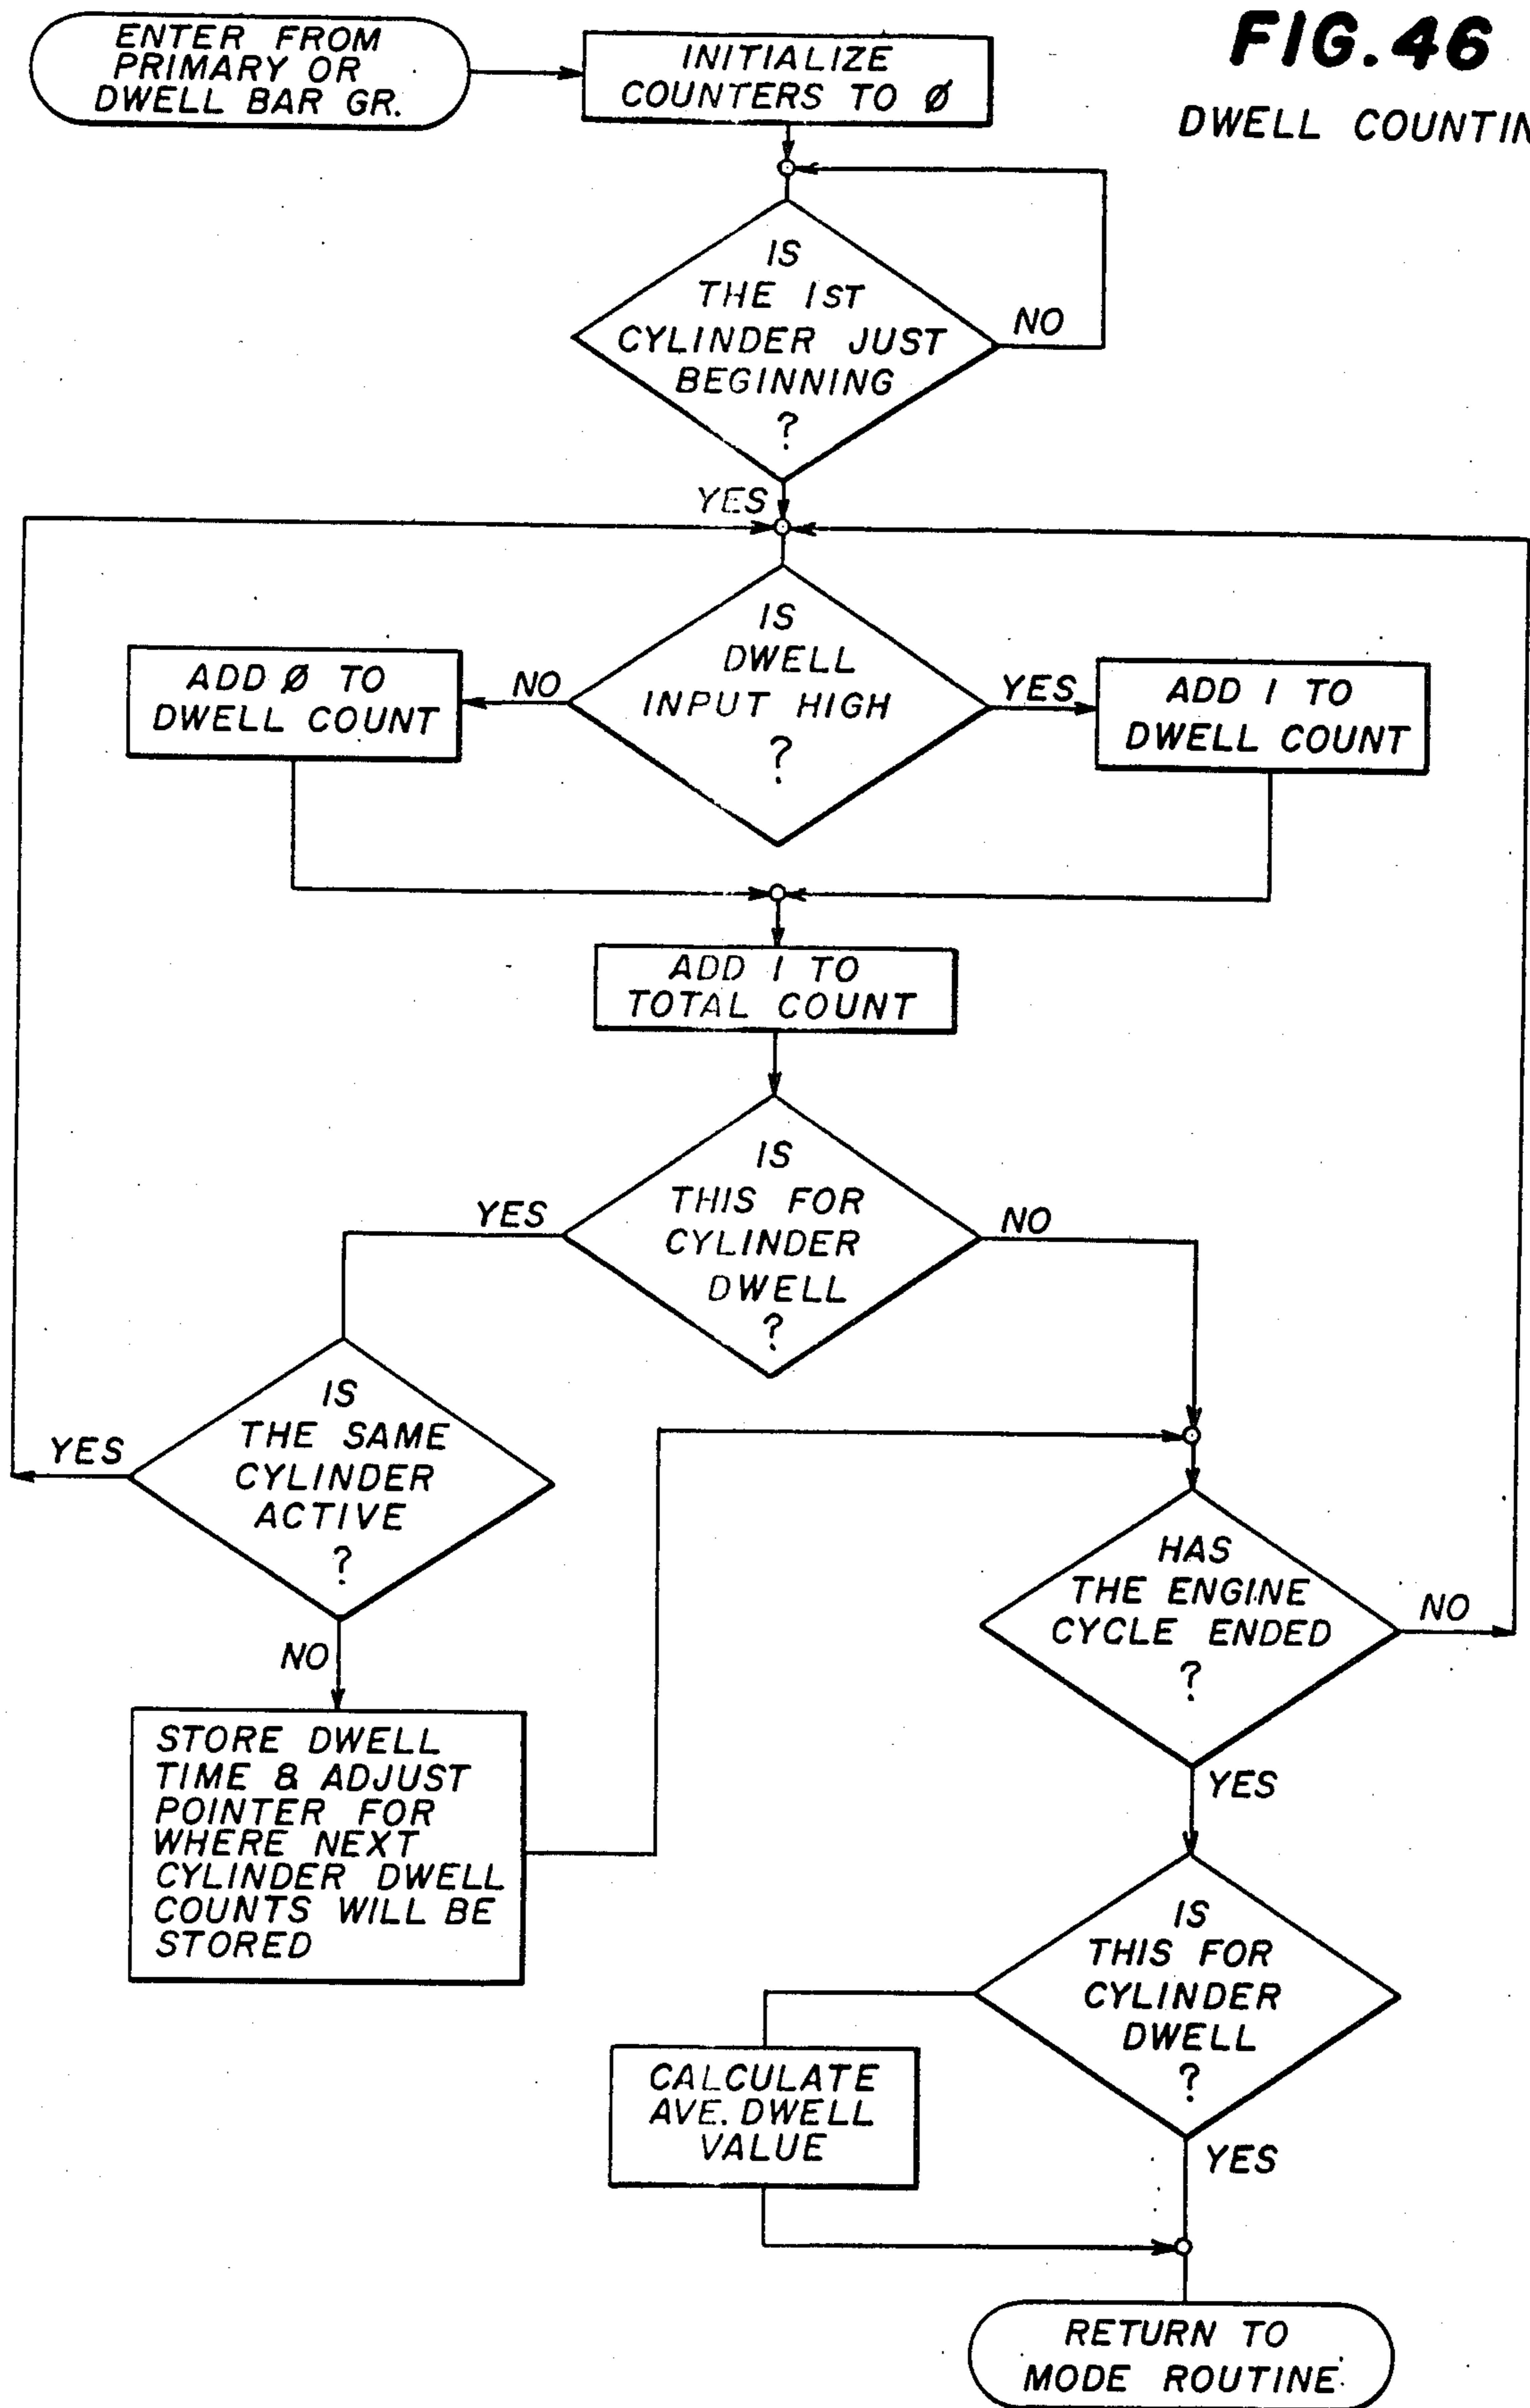 FIG.46
DWELL COUNTIN
ENTER FROM
PRIMARY OR
DWELL BAR GR.
INITIALIZE
COUNTERS TO Ø
IS
THE 1ST
CYLINDER JUST
BEGINNING
?
NO
YES
IS
DWELL
INPUT HIGH
?
NO
YES
ADD Ø TO
DWELL COUNT
ADD 1 TO
DWELL COUNT
ADD 1 TO
TOTAL COUNT
IS
THIS FOR
CYLINDER
DWELL
?
YES
NO
IS
THE SAME
CYLINDER
ACTIVE
?
YES
NO
STORE DWELL
TIME & ADJUST
POINTER FOR
WHERE NEXT
CYLINDER DWELL
COUNTS WILL BE
STORED
HAS
THE ENGINE
CYCLE ENDED
?
NO
YES
IS
THIS FOR
CYLINDER
DWELL
?
YES
CALCULATE
AVE. DWELL
VALUE
RETURN TO
MODE ROUTINE